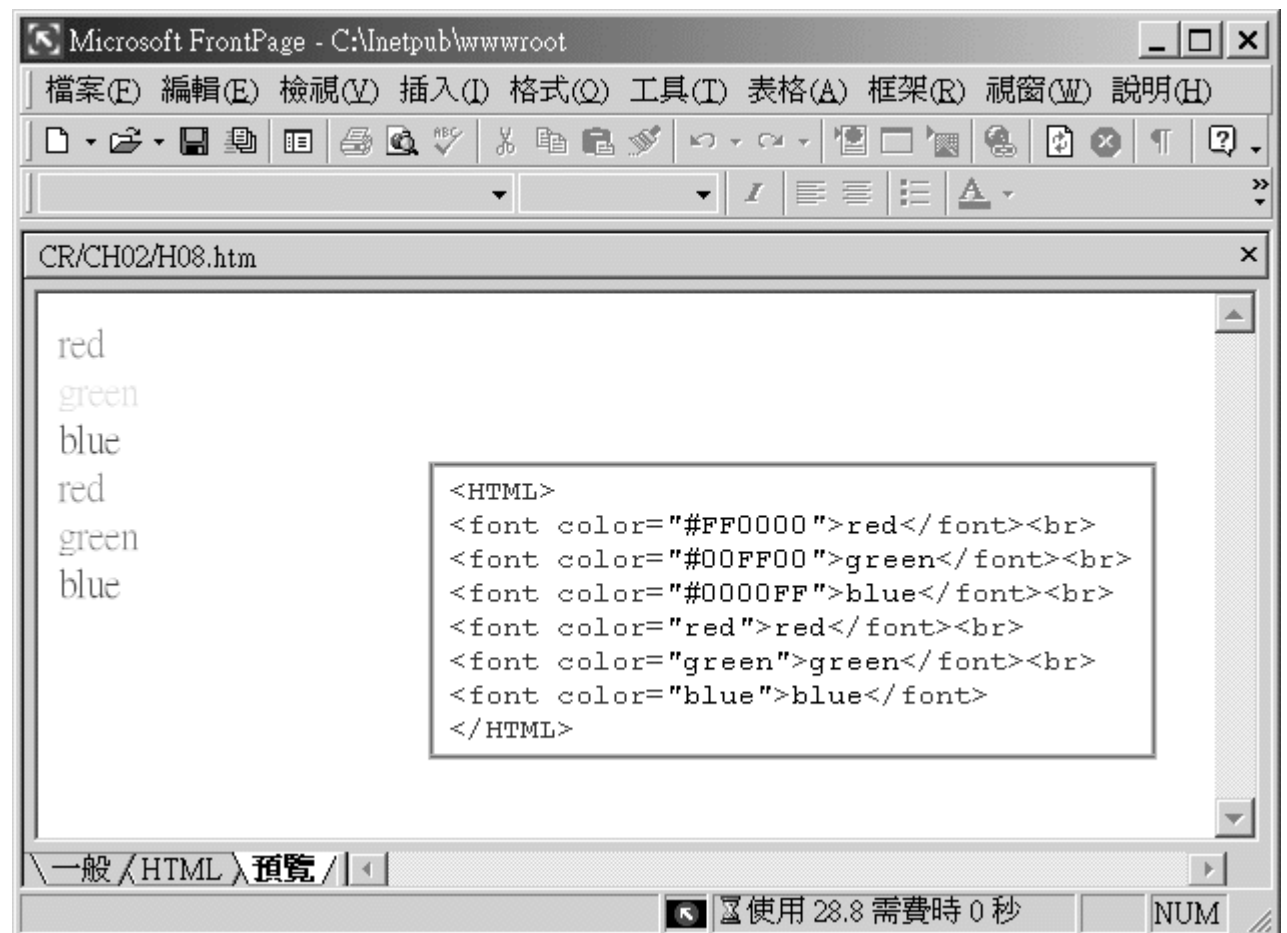 Microsoft FrontPage - C:\Inetpub\wwwroot
檔案(F) 編輯(E) 檢視(V) 插入(I) 格式(O) 工具(T) 表格(A) 框架(R) 視窗(W) 說明(H)
ABC
A
CR/CH02/H08.htm
red
green
blue
red
green
blue
<HTML>
<font color="#FF0000">red</font><br>
<font color="#00FF00">green</font><br>
<font color="#0000FF">blue</font><br>
<font color="red">red</font><br>
<font color="green">green</font><br>
<font color="blue">blue</font>
</HTML>
一般 HTML 預覽
使用 28.8 需費時 0 秒 NUM